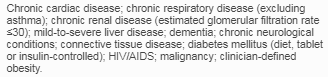 Chronic cardiac disease; chronic respiratory disease (excluding
asthma); chronic renal disease (estimated glomerular filtration rate
≤30); mild-to-severe liver disease; dementia; chronic neurological
conditions; connective tissue disease; diabetes mellitus (diet, tablet
or insulin-controlled); HIV/AIDS; malignancy; clinician-defined
obesity.